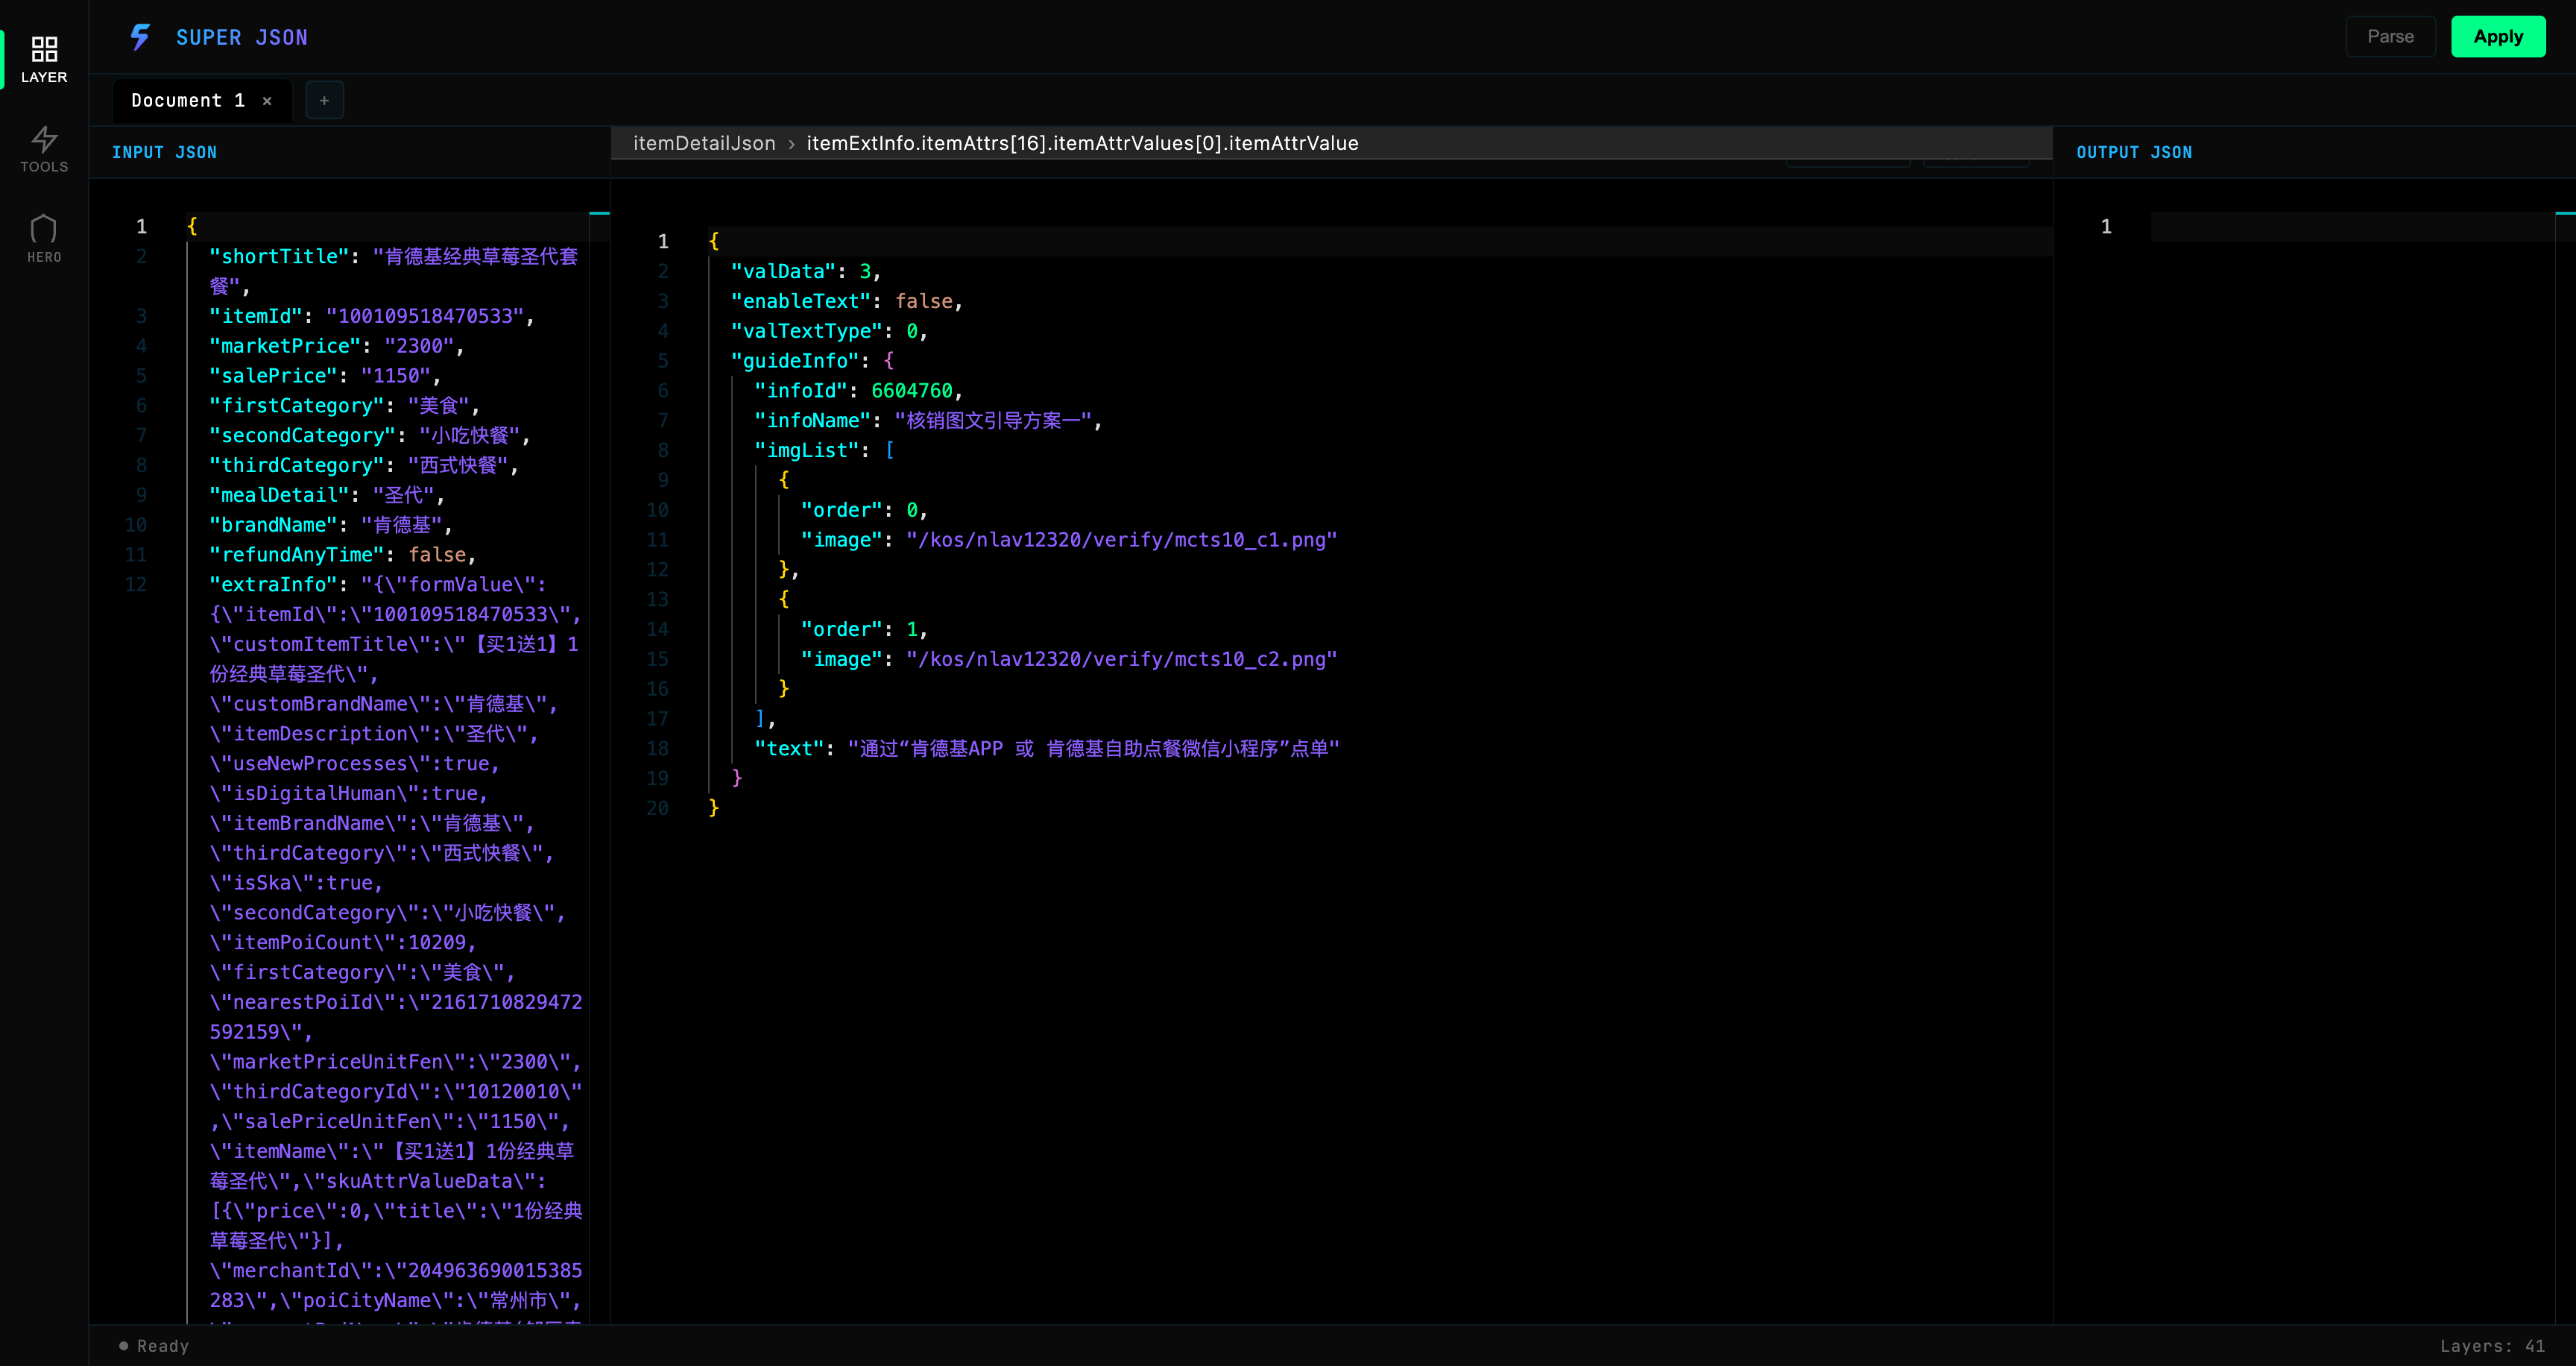 LAYER
TOOLS
HERO
SUPER JSON
Parse
Apply
Document 1 ×
+
INPUT JSON
1 {
2 "shortTitle": "肯德基经典草莓圣代套
餐",
3 "itemId": "100109518470533",
4 "marketPrice": "2300",
5 "salePrice": "1150",
6 "firstCategory": "美食",
7 "secondCategory": "小吃快餐",
8 "thirdCategory": "西式快餐",
9 "mealDetail": "圣代",
10 "brandName": "肯德基",
11 "refundAnyTime": false,
12 "extraInfo": "{\"formValue\":
{\"itemId\":\"100109518470533\",
\"customItemTitle\":\"【买1送1】1
份经典草莓圣代\",
\"customBrandName\":\"肯德基\",
\"itemDescription\":\"圣代\",
\"useNewProcesses\":true,
\"isDigitalHuman\":true,
\"itemBrandName\":\"肯德基\",
\"thirdCategory\":\"西式快餐\",
\"isSka\":true,
\"secondCategory\":\"小吃快餐\",
\"itemPoiCount\":10209,
\"firstCategory\":\"美食\",
\"nearestPoiId\":\"2161710829472
592159\",
\"marketPriceUnitFen\":\"2300\",
\"thirdCategoryId\":\"10120010\"
,\"salePriceUnitFen\":\"1150\",
\"itemName\":\"【买1送1】1份经典草
莓圣代\",\"skuAttrValueData\":
[{\"price\":0,\"title\":\"1份经典
草莓圣代\"}],
\"merchantId\":\"204963690015385
283\",\"poiCityName\":\"常州市\",
itemDetailJson › itemExtInfo.itemAttrs[16].itemAttrValues[0].itemAttrValue
1 {
2 "valData": 3,
3 "enableText": false,
4 "valTextType": 0,
5 "guideInfo": {
6 "infoId": 6604760,
7 "infoName": "核销图文引导方案一",
8 "imgList": [
9 {
10 "order": 0,
11 "image": "/kos/nlav12320/verify/mcts10_c1.png"
12 },
13 {
14 "order": 1,
15 "image": "/kos/nlav12320/verify/mcts10_c2.png"
16 }
17 ],
18 "text": "通过“肯德基APP 或 肯德基自助点餐微信小程序”点单"
19 }
20 }
OUTPUT JSON
1
Ready
Layers: 41